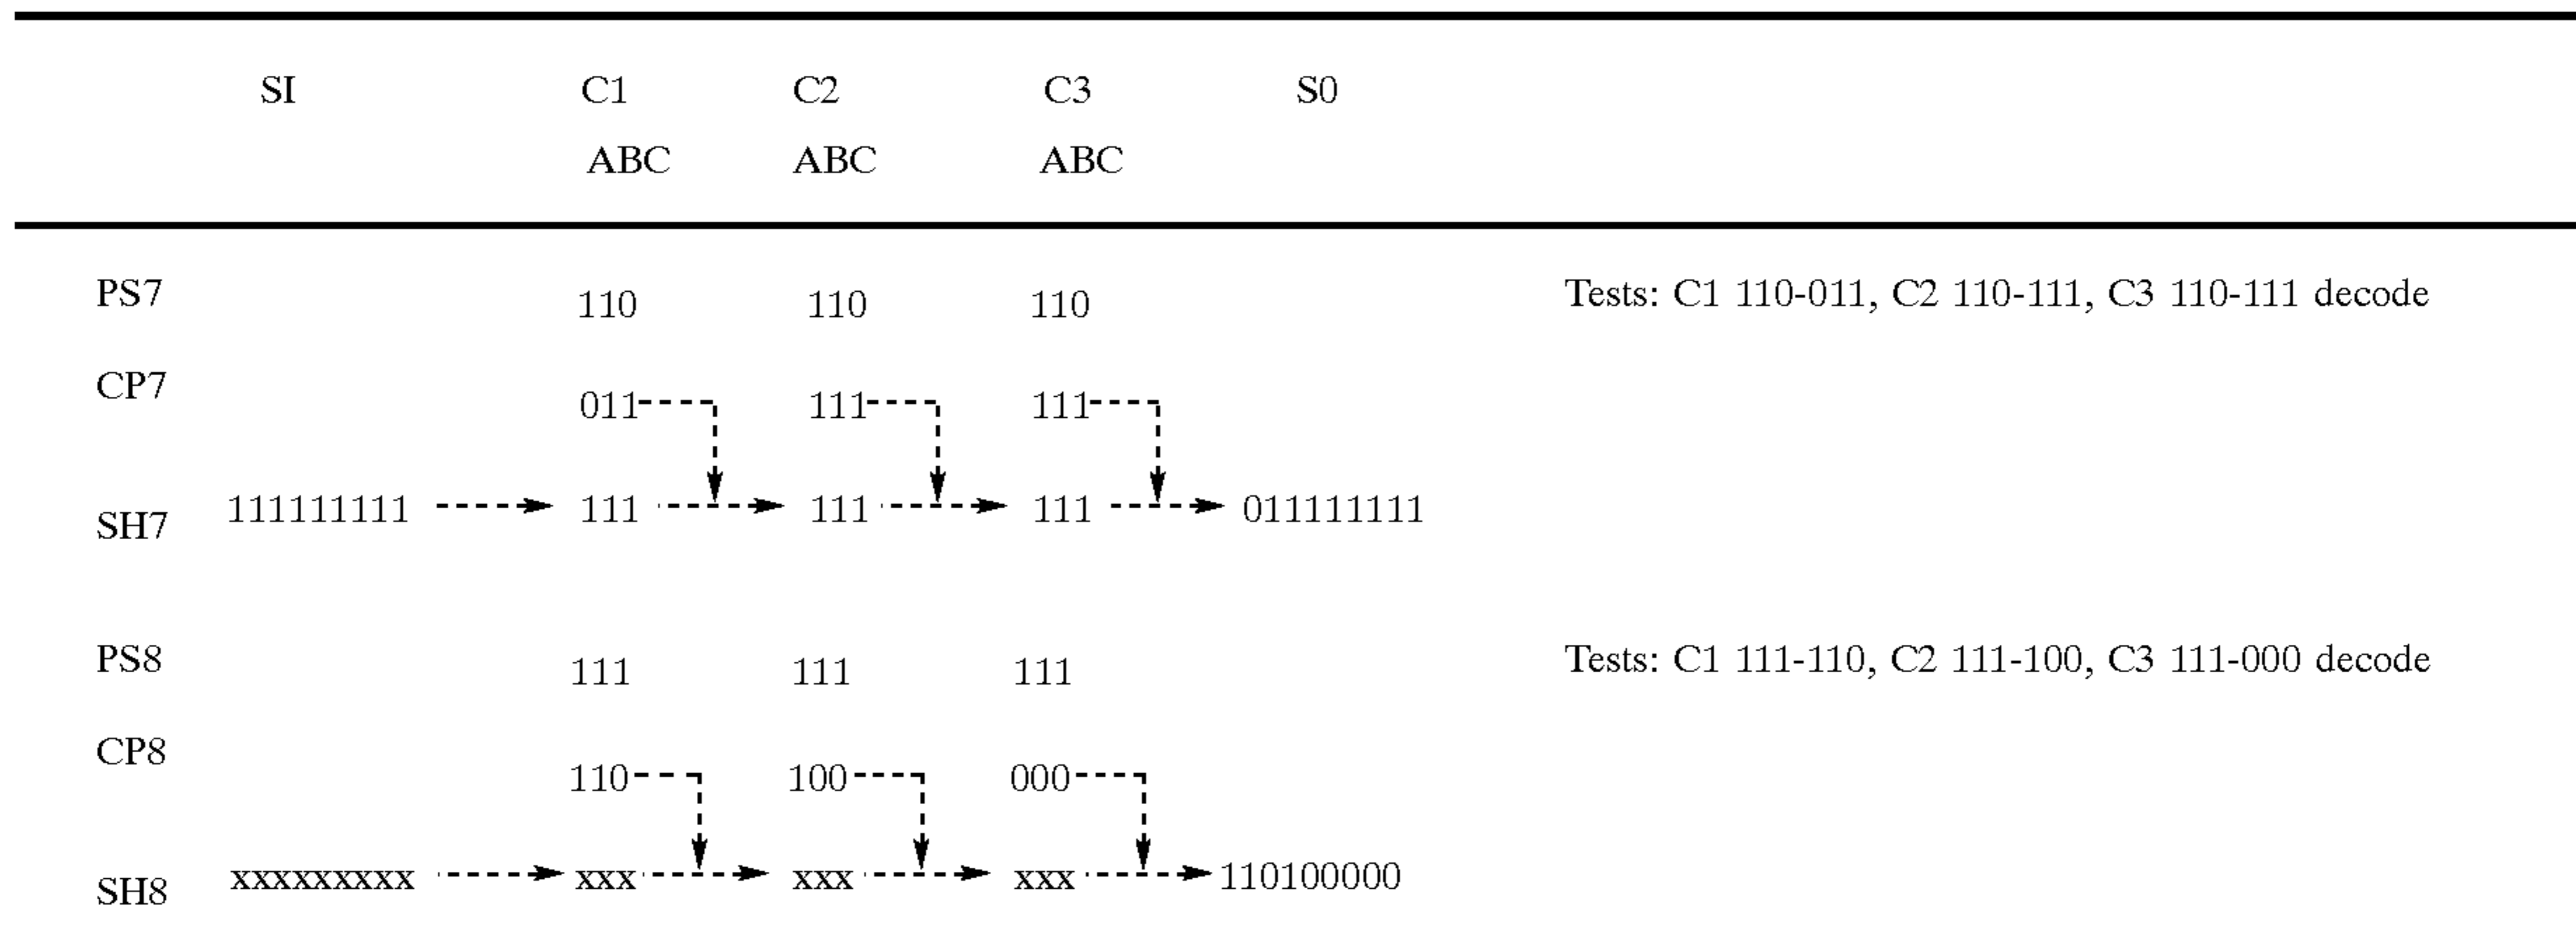 SI C1 C2 C3 S0
ABC ABC ABC
PS7 110 110 110 Tests: C1 110-011, C2 110-111, C3 110-111 decode
CP7 011 111 111
SH7 111111111 111 111 111 011111111
PS8 111 111 111 Tests: C1 111-110, C2 111-100, C3 111-000 decode
CP8 110 100 000
SH8 xxxxxxxxx xxx xxx xxx 110100000